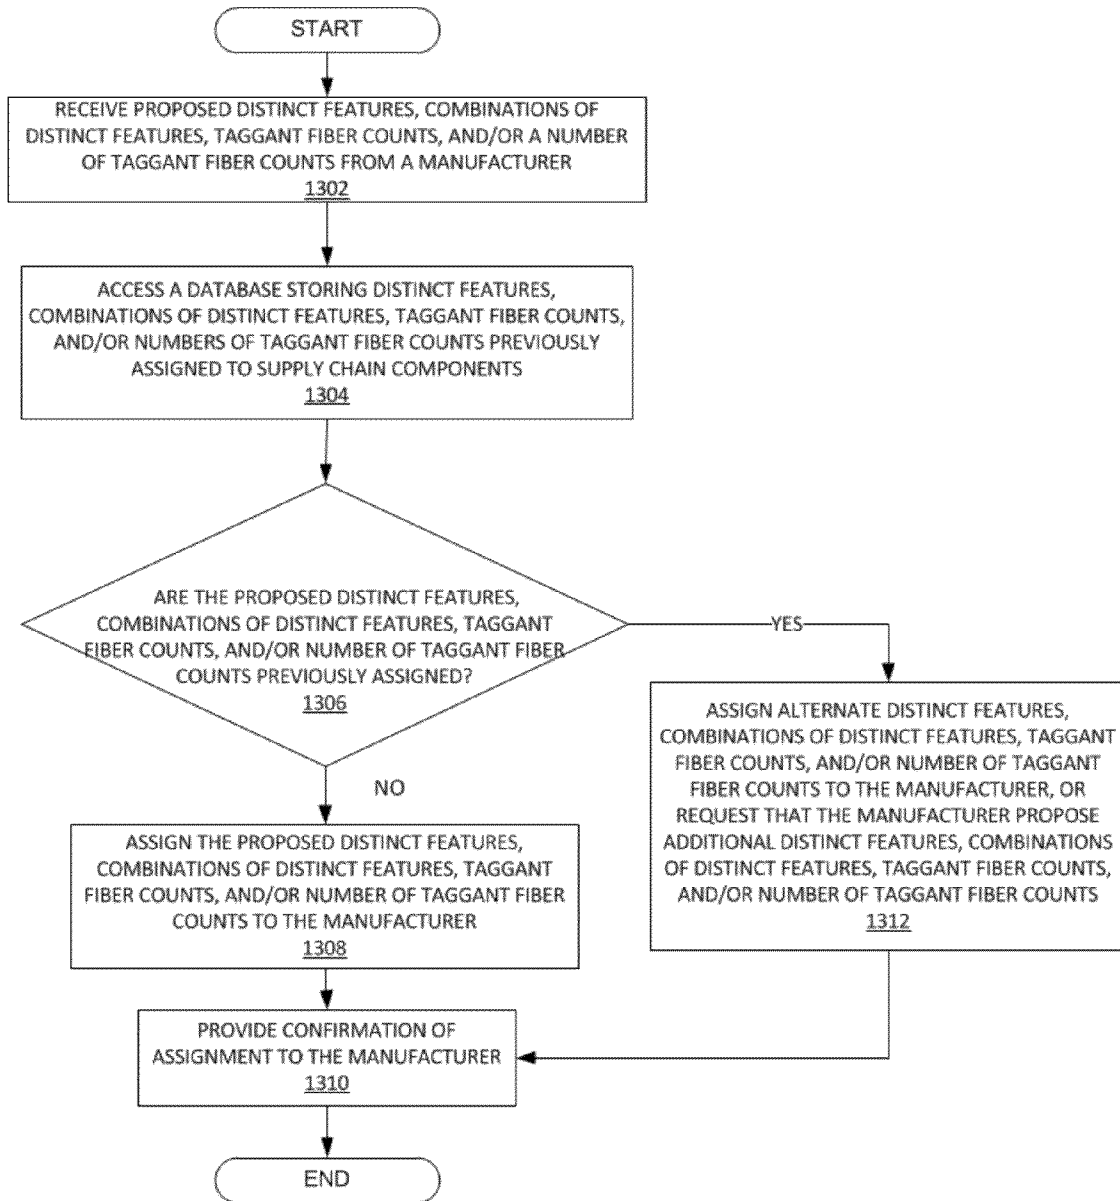 START
RECEIVE PROPOSED DISTINCT FEATURES, COMBINATIONS OF
DISTINCT FEATURES, TAGGANT FIBER COUNTS, AND/OR A NUMBER
OF TAGGANT FIBER COUNTS FROM A MANUFACTURER
1302
ACCESS A DATABASE STORING DISTINCT FEATURES,
COMBINATIONS OF DISTINCT FEATURES, TAGGANT FIBER COUNTS,
AND/OR NUMBERS OF TAGGANT FIBER COUNTS PREVIOUSLY
ASSIGNED TO SUPPLY CHAIN COMPONENTS
1304
ARE THE PROPOSED DISTINCT FEATURES,
COMBINATIONS OF DISTINCT FEATURES, TAGGANT
FIBER COUNTS, AND/OR NUMBER OF TAGGANT FIBER
COUNTS PREVIOUSLY ASSIGNED?
1306
YES
NO
ASSIGN ALTERNATE DISTINCT FEATURES,
COMBINATIONS OF DISTINCT FEATURES, TAGGANT
FIBER COUNTS, AND/OR NUMBER OF TAGGANT
FIBER COUNTS TO THE MANUFACTURER, OR
REQUEST THAT THE MANUFACTURER PROPOSE
ADDITIONAL DISTINCT FEATURES, COMBINATIONS
OF DISTINCT FEATURES, TAGGANT FIBER COUNTS,
AND/OR NUMBER OF TAGGANT FIBER COUNTS
1312
ASSIGN THE PROPOSED DISTINCT FEATURES,
COMBINATIONS OF DISTINCT FEATURES, TAGGANT
FIBER COUNTS, AND/OR NUMBER OF TAGGANT FIBER
COUNTS TO THE MANUFACTURER
1308
PROVIDE CONFIRMATION OF
ASSIGNMENT TO THE MANUFACTURER
1310
END